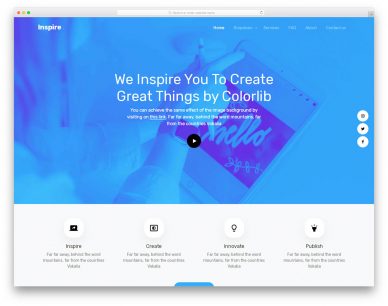 Inspire
Home Services FAQ About Contact us
We Inspire You To Create
Great Things by Colorlib
You can achieve the same effect of the image background by
visiting on this link. Far far away, behind the word mountains, far
from the countries Vokalia
Hello
Inspire Create Innovate Publish
Far far away, behind the word Far far away, behind the word Far far away, behind the word Far far away, behind the word
mountains, far from the countries mountains, far from the countries mountains, far from the countries mountains, far from the countries
Vokalia Vokalia Vokalia Vokalia